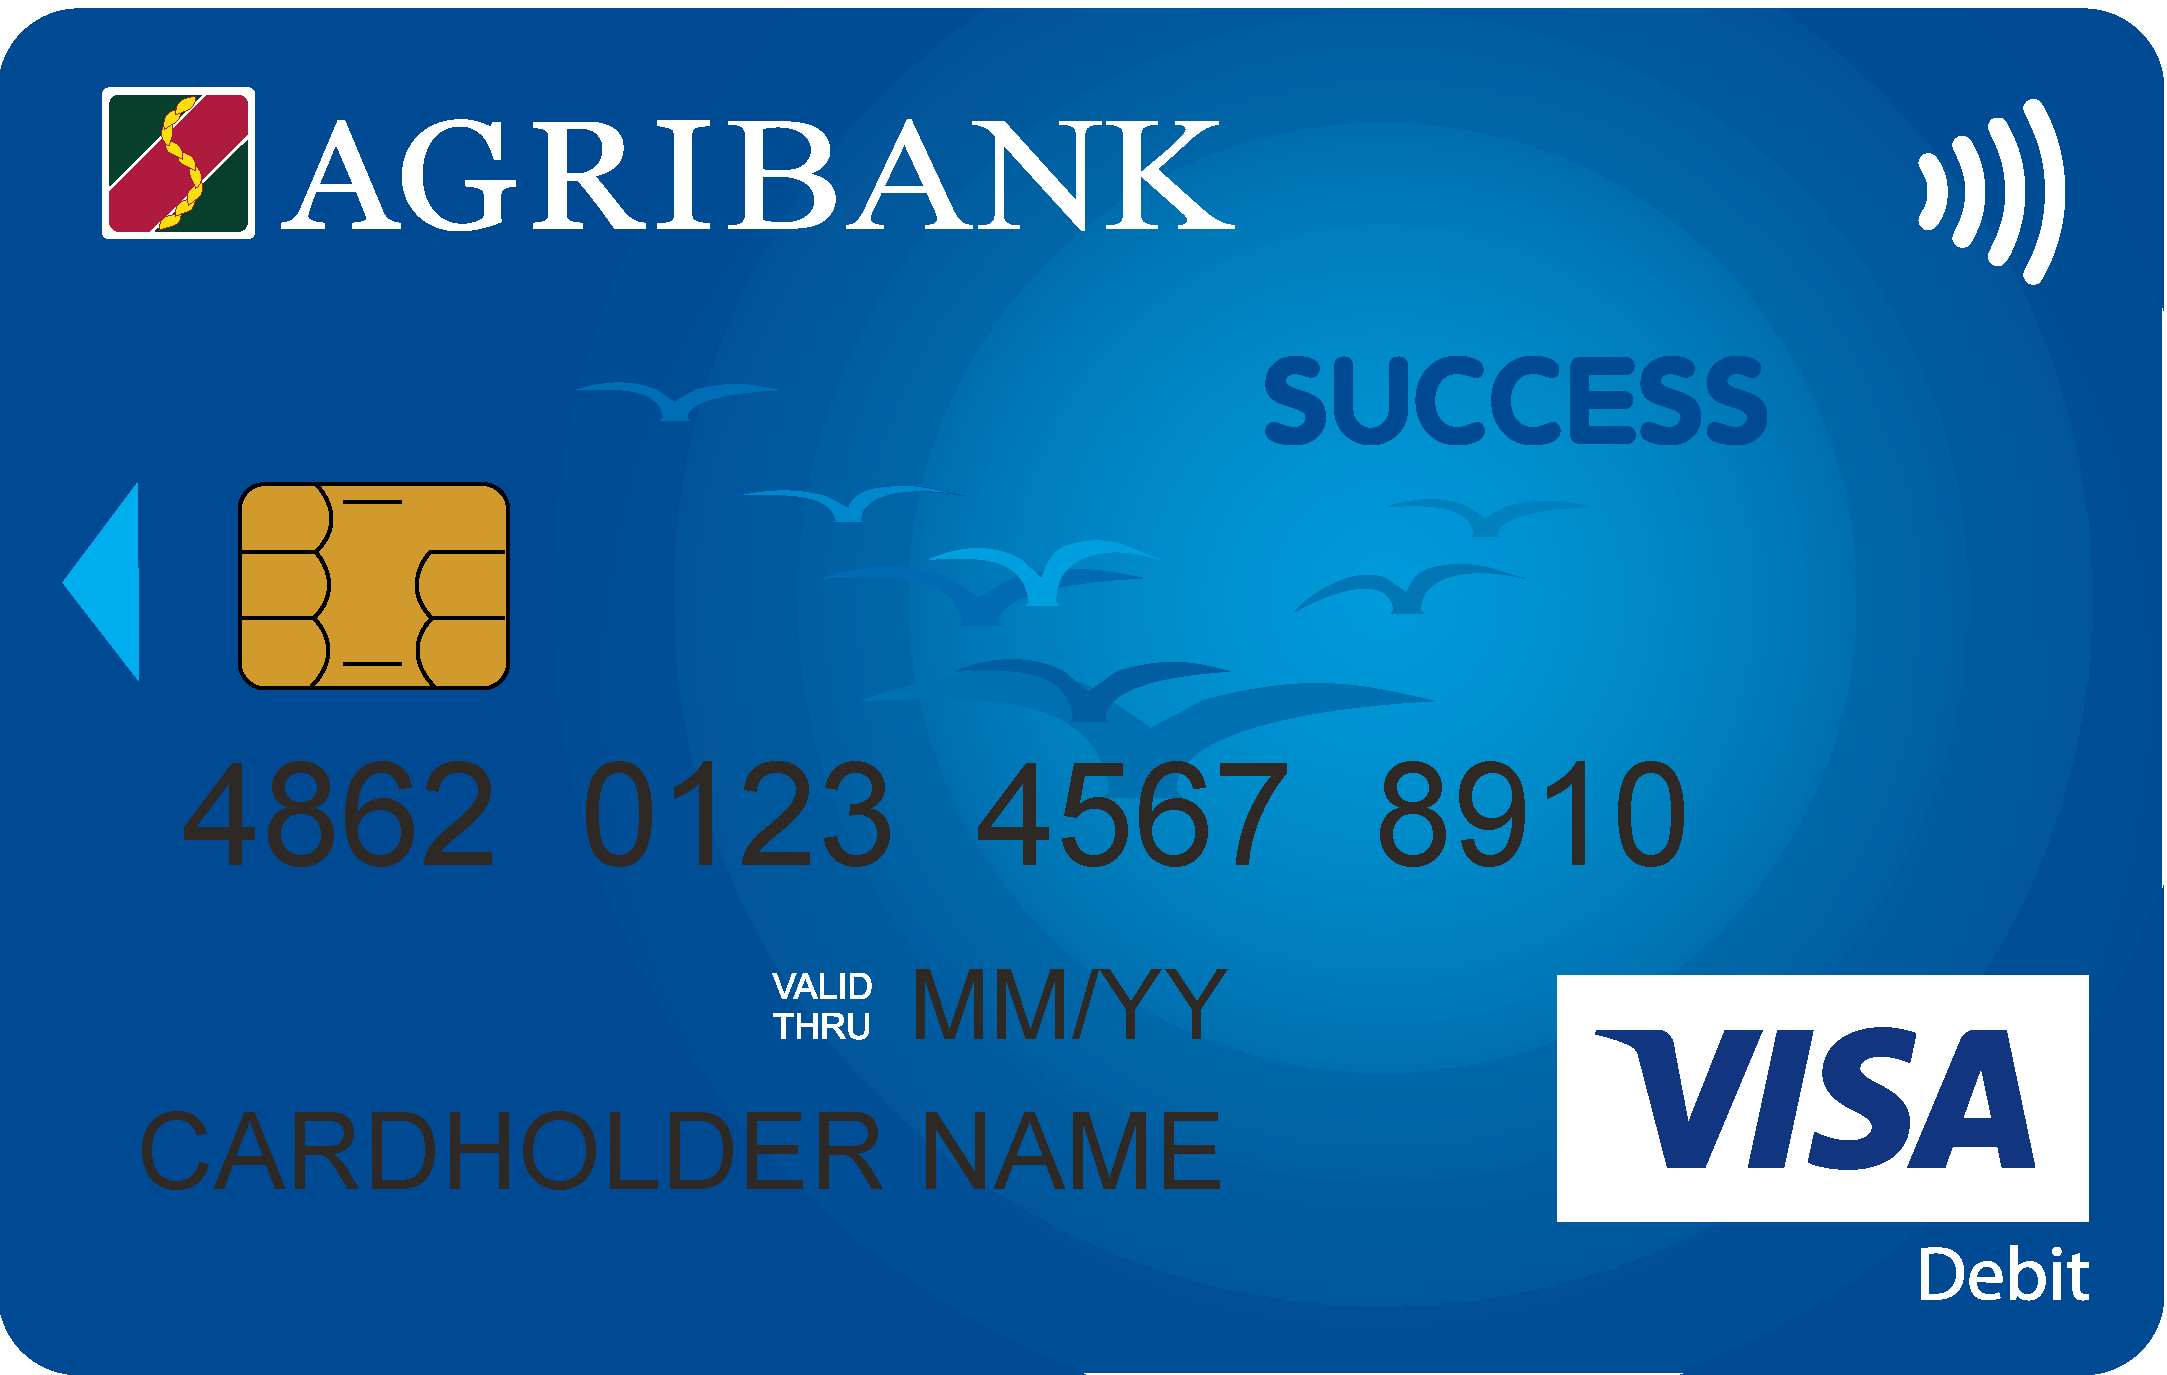 AGRIBANK
SUCCESS
4862 0123 4567 8910
VALID
THRU
MM/YY
CARDHOLDER NAME
VISA
Debit